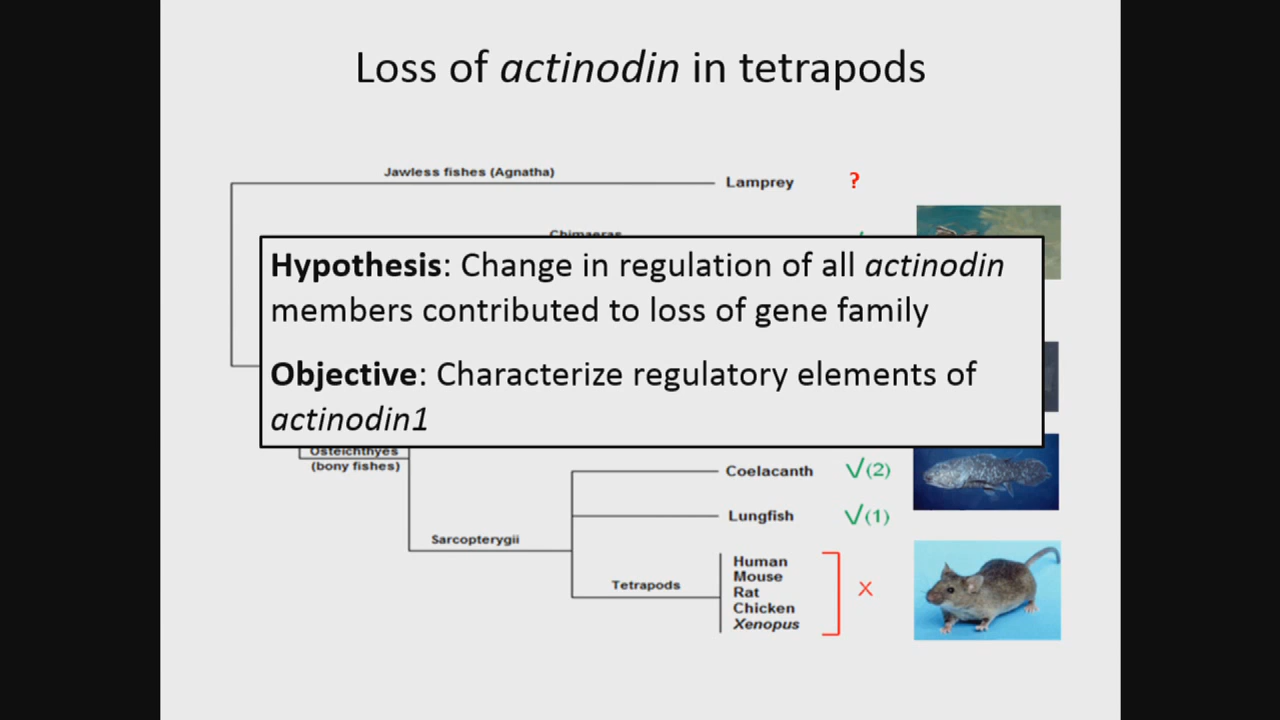 Loss of actinodin in tetrapods
Jawless fishes (Agnatha)
Lamprey ?
Chimaeras
Hypothesis: Change in regulation of all actinodin
members contributed to loss of gene family
Objective: Characterize regulatory elements of
actinodin1
Osteichthyes
(bony fishes)
Coelacanth √(2)
Lungfish √(1)
Sarcopterygii
Tetrapods
Human
Mouse
Rat
Chicken
Xenopus
X